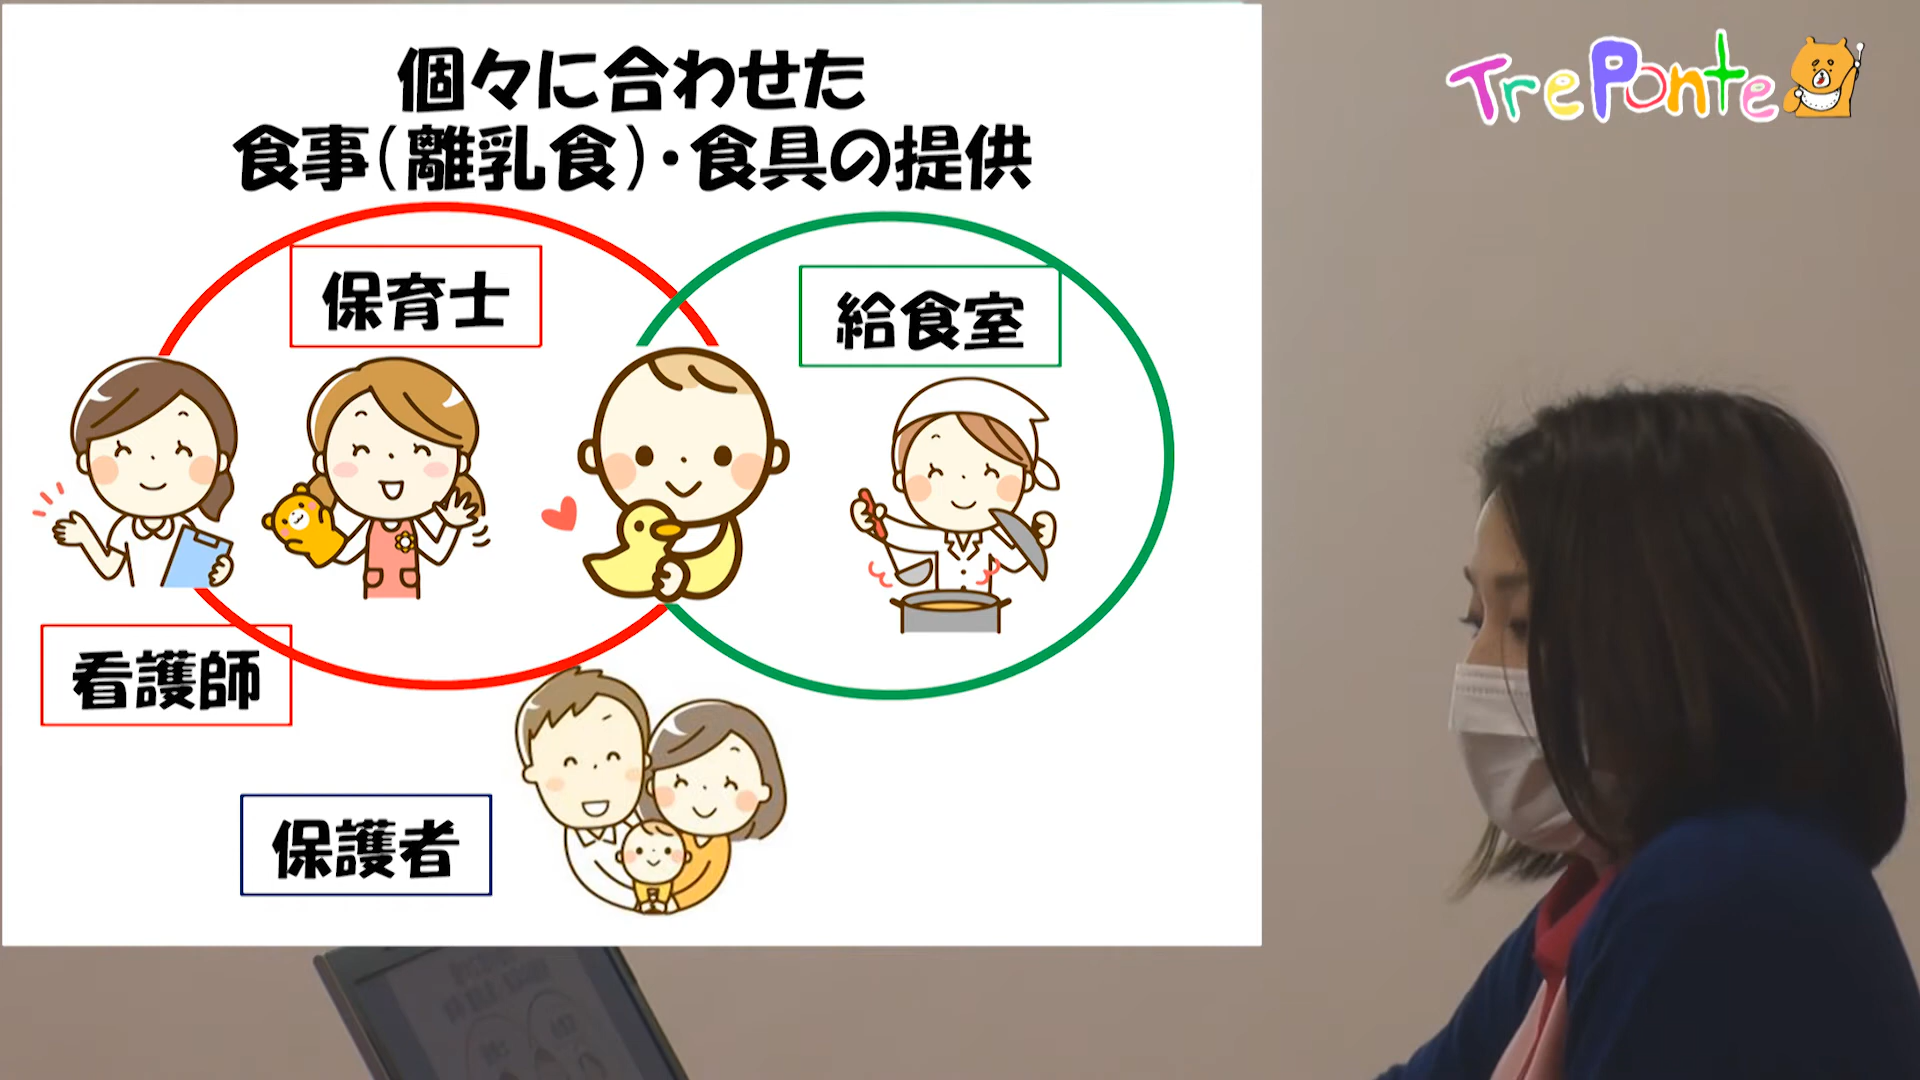 個々に合わせた
食事(離乳食)・食具の提供
保育士
給食室
看護師
保護者
TrePonte